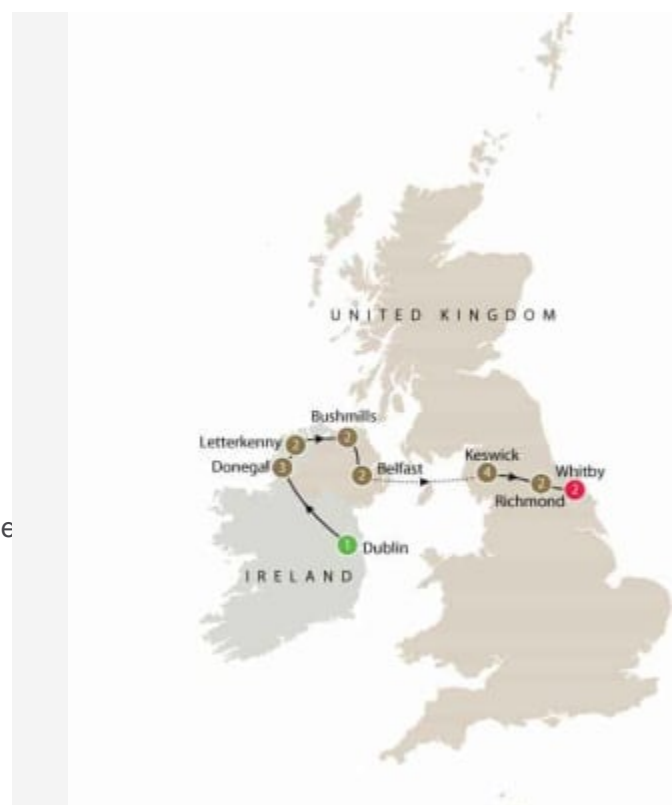 UNITED KINGDOM
Bushmills
2
Letterkenny 2
Donegal 3
2 Belfast
Keswick
4
2 Whitby
Richmond 2
e
1 Dublin
IRELAND